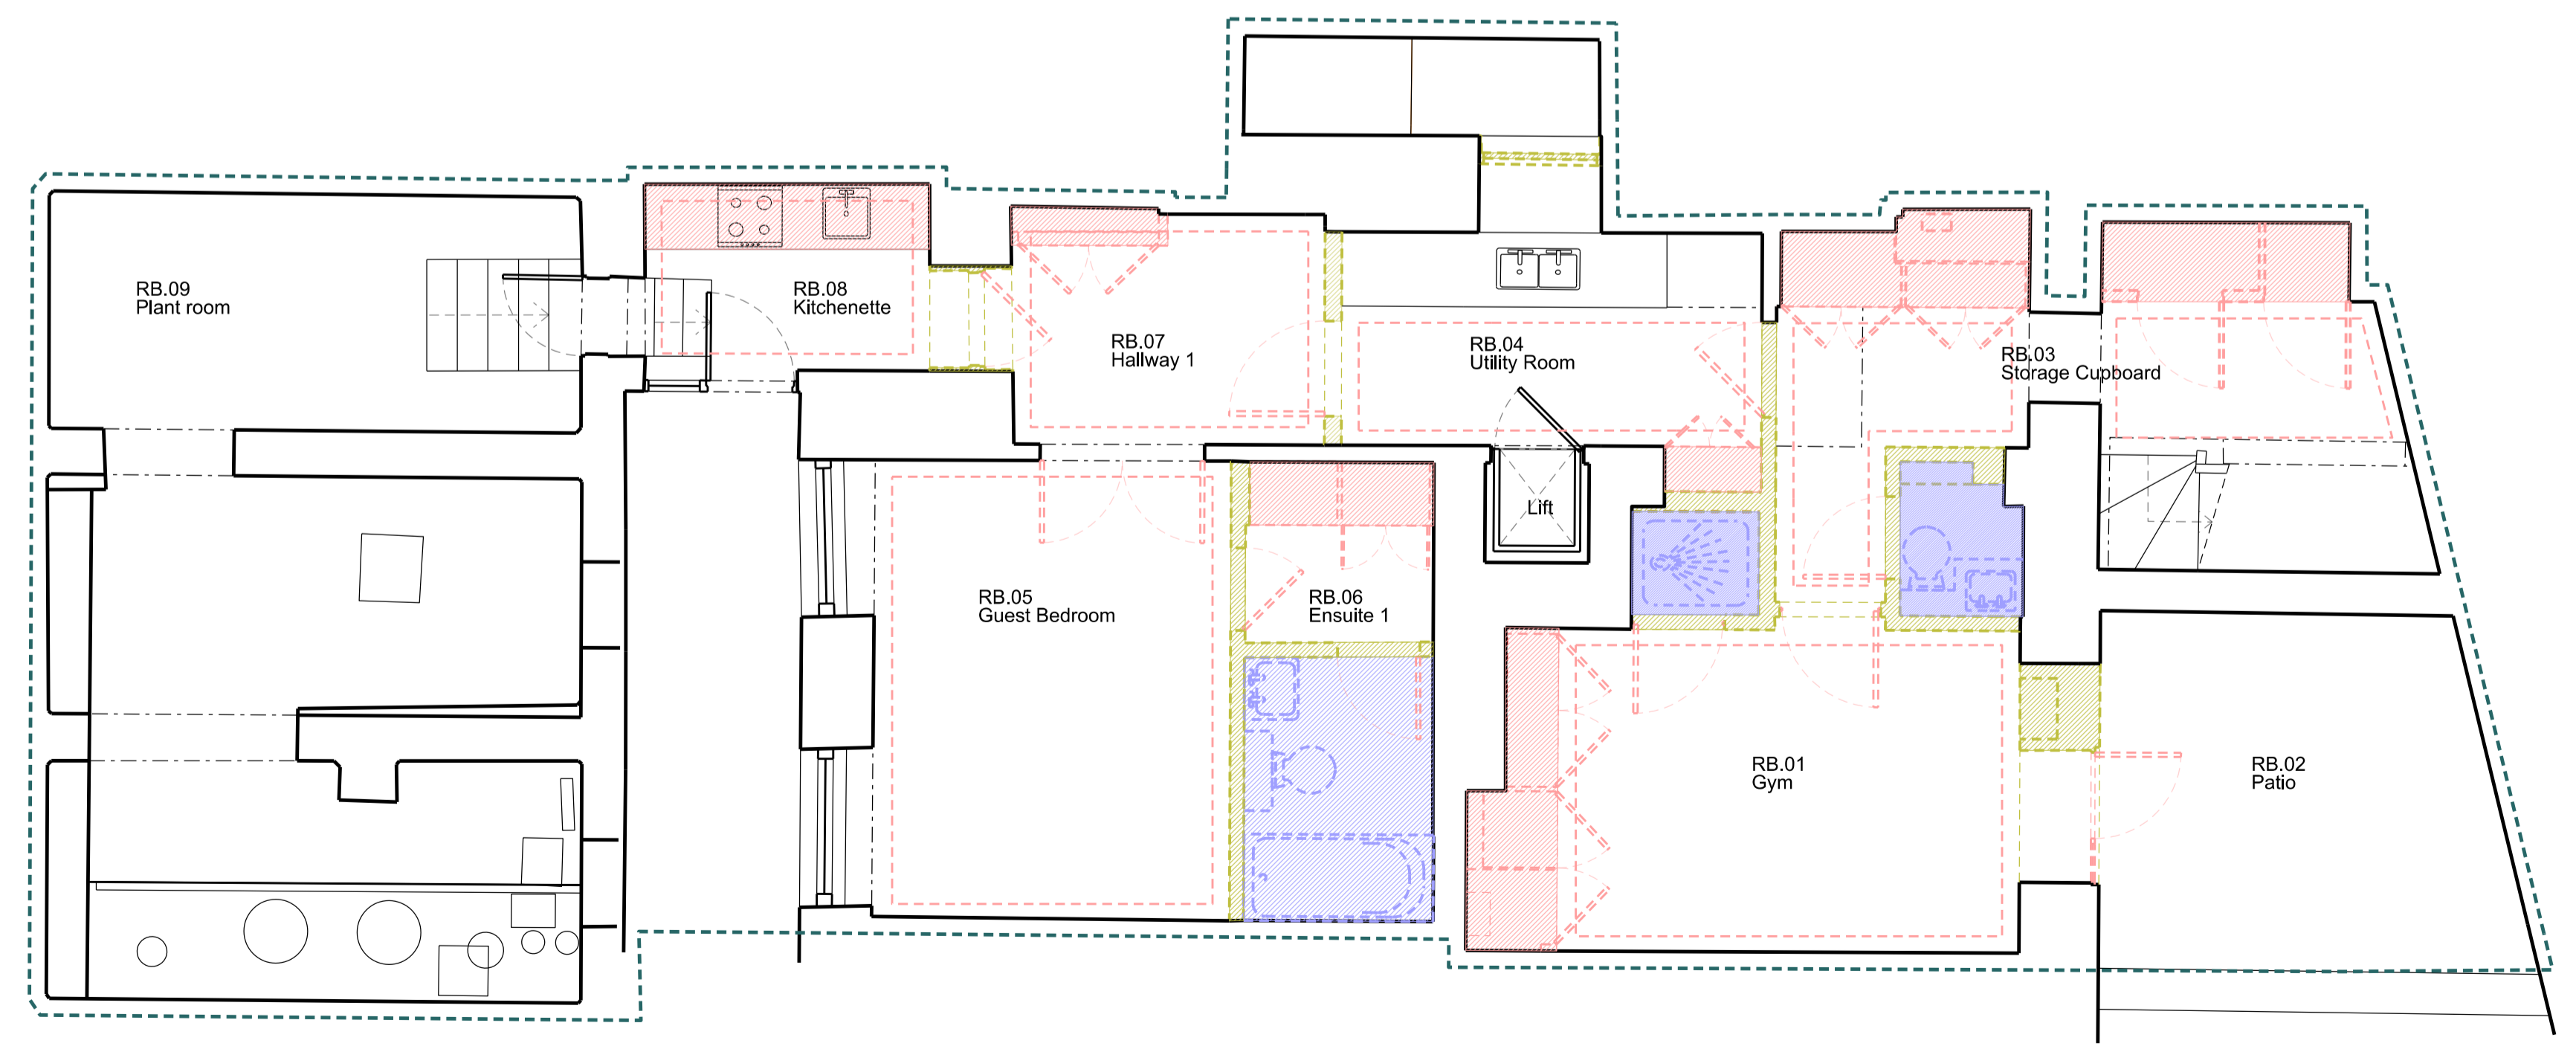 RB.09
Plant room
RB.08
Kitchenette
RB.07
Hallway 1
RB.04
Utility Room
RB.03
Storage Cupboard
Lift
RB.05
Guest Bedroom
RB.06
Ensuite 1
RB.01
Gym
RB.02
Patio